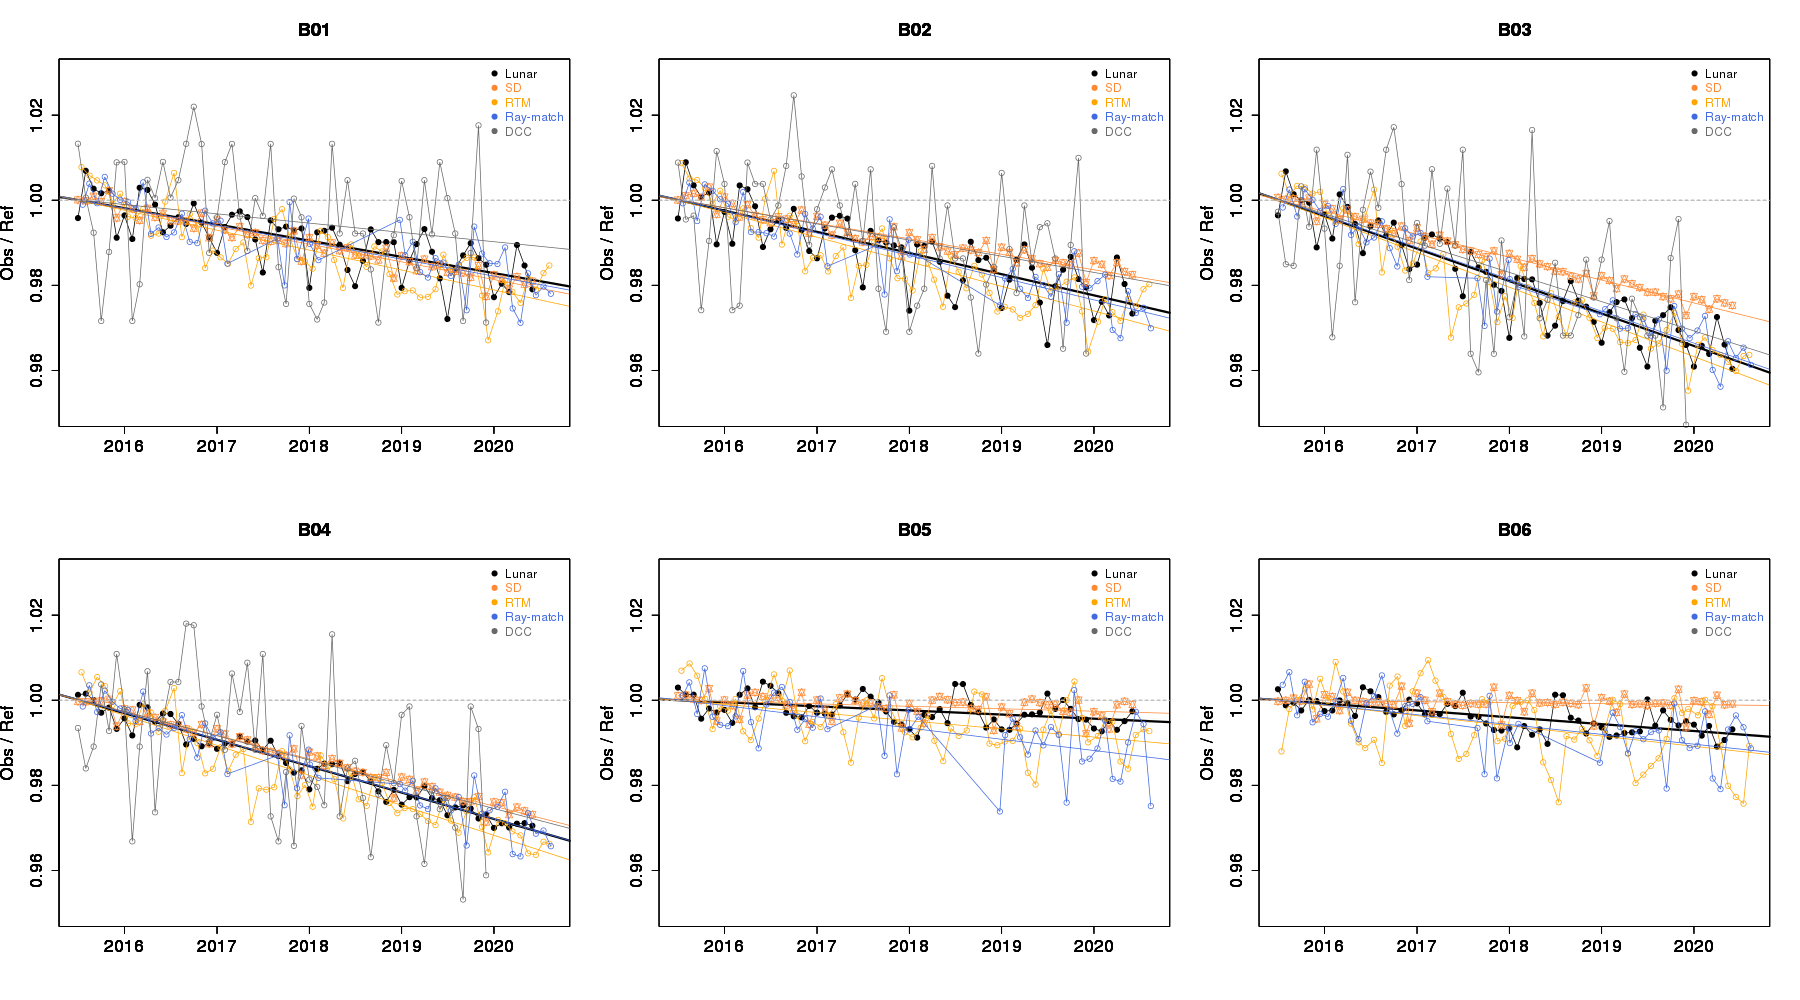 B01
Obs / Ref
1.02
1.00
0.98
0.96
Lunar
SD
RTM
Ray-match
DCC
2016 2017 2018 2019 2020
B02
Obs / Ref
1.02
1.00
0.98
0.96
Lunar
SD
RTM
Ray-match
DCC
2016 2017 2018 2019 2020
B03
Obs / Ref
1.02
1.00
0.98
0.96
Lunar
SD
RTM
Ray-match
DCC
2016 2017 2018 2019 2020
B04
Obs / Ref
1.02
1.00
0.98
0.96
Lunar
SD
RTM
Ray-match
DCC
2016 2017 2018 2019 2020
B05
Obs / Ref
1.02
1.00
0.98
0.96
Lunar
SD
RTM
Ray-match
DCC
2016 2017 2018 2019 2020
B06
Obs / Ref
1.02
1.00
0.98
0.96
Lunar
SD
RTM
Ray-match
DCC
2016 2017 2018 2019 2020